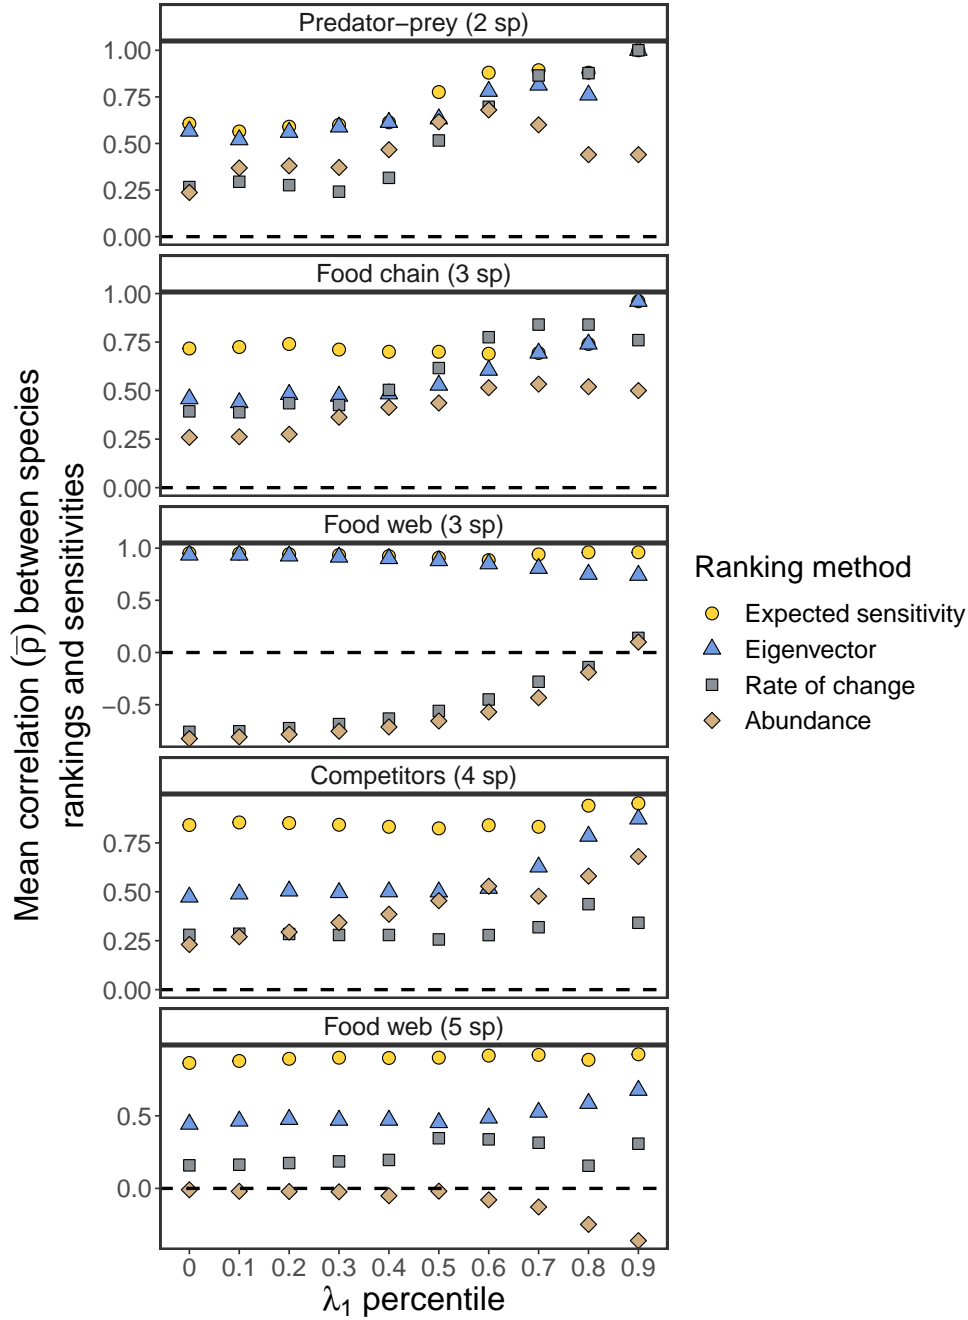 Predator−prey (2 sp)
1.00
0.75
0.50
0.25
0.00
Food chain (3 sp)
1.00
0.75
0.50
0.25
0.00
Food web (3 sp)
1.0
0.5
0.0
−0.5
Competitors (4 sp)
0.75
0.50
0.25
0.00
Food web (5 sp)
0.5
0.0
0 0.1 0.2 0.3 0.4 0.5 0.6 0.7 0.8 0.9
λ₁ percentile
Mean correlation (ρ̅) between species
rankings and sensitivities
Ranking method
Expected sensitivity
Eigenvector
Rate of change
Abundance